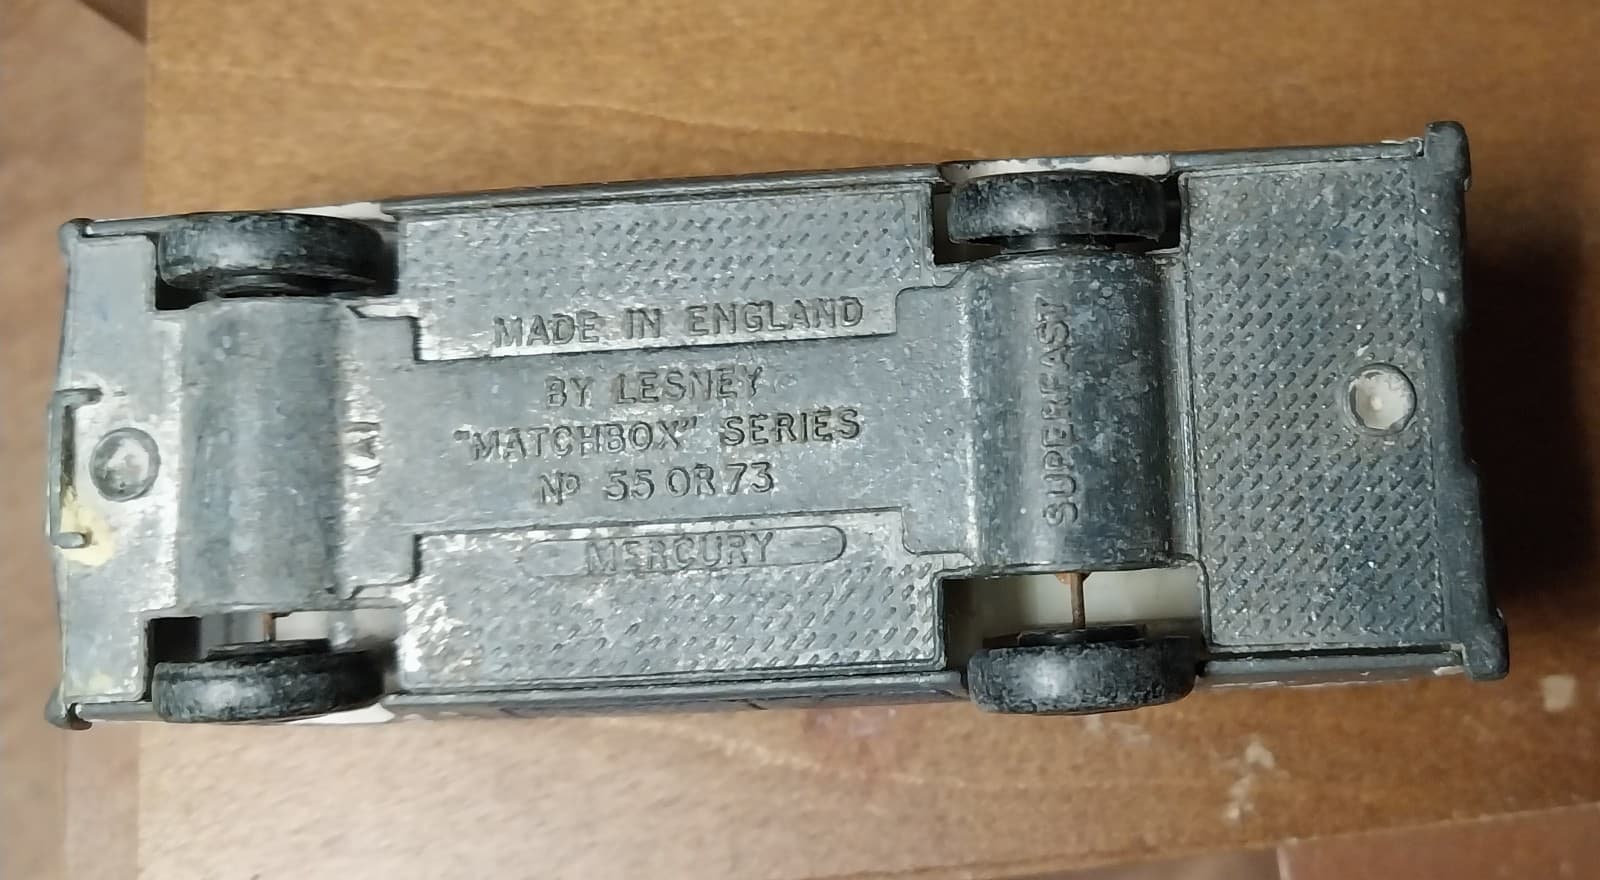 MADE IN ENGLAND
BY LESNEY
"MATCHBOX" SERIES
Nº 55 OR 73
MERCURY
SUPERFAST